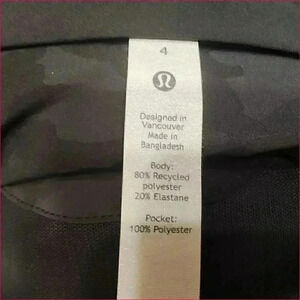 4
Designed in
Vancouver
Made in
Bangladesh
Body:
80% Recycled
polyester
20% Elastane
Pocket:
100% Polyester